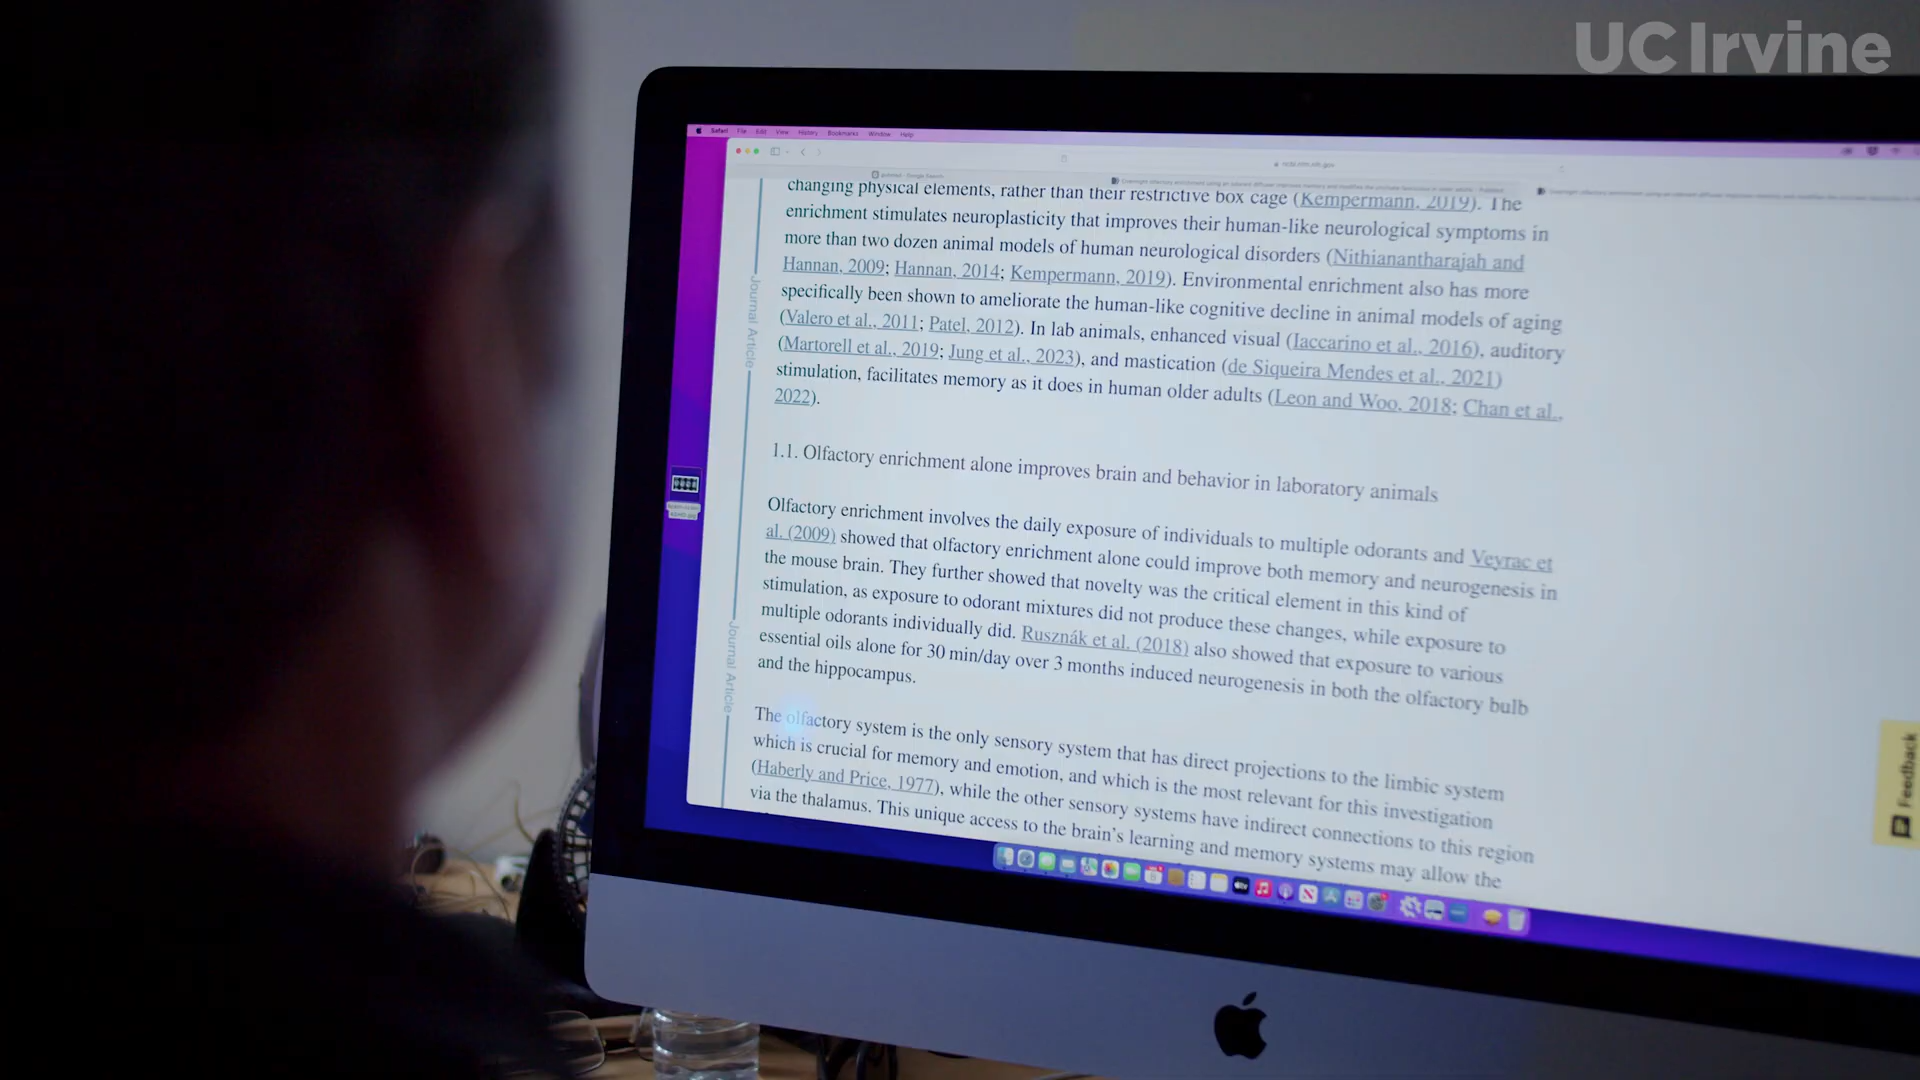 UC Irvine
Safari File Edit View History Bookmarks Window Help
ncbi.nlm.nih.gov
changing physical elements, rather than their restrictive box cage (Kempermann, 2019). The
enrichment stimulates neuroplasticity that improves their human-like neurological symptoms in
more than two dozen animal models of human neurological disorders (Nithianantharajah and
Hannan, 2009; Hannan, 2014; Kempermann, 2019). Environmental enrichment also has more
specifically been shown to ameliorate the human-like cognitive decline in animal models of aging
(Valero et al., 2011; Patel, 2012). In lab animals, enhanced visual (Iaccarino et al., 2016), auditory
(Martorell et al., 2019; Jung et al., 2023), and mastication (de Siqueira Mendes et al., 2021)
stimulation, facilitates memory as it does in human older adults (Leon and Woo, 2018; Chan et al.,
2022).
1.1. Olfactory enrichment alone improves brain and behavior in laboratory animals
Olfactory enrichment involves the daily exposure of individuals to multiple odorants and Veyrac et
al. (2009) showed that olfactory enrichment alone could improve both memory and neurogenesis in
the mouse brain. They further showed that novelty was the critical element in this kind of
stimulation, as exposure to odorant mixtures did not produce these changes, while exposure to
multiple odorants individually did. Rusznák et al. (2018) also showed that exposure to various
essential oils alone for 30 min/day over 3 months induced neurogenesis in both the olfactory bulb
and the hippocampus.
The olfactory system is the only sensory system that has direct projections to the limbic system
which is crucial for memory and emotion, and which is the most relevant for this investigation
(Haberly and Price, 1977), while the other sensory systems have indirect connections to this region
via the thalamus. This unique access to the brain's learning and memory systems may allow the
Journal Article
Journal Article
Feedback